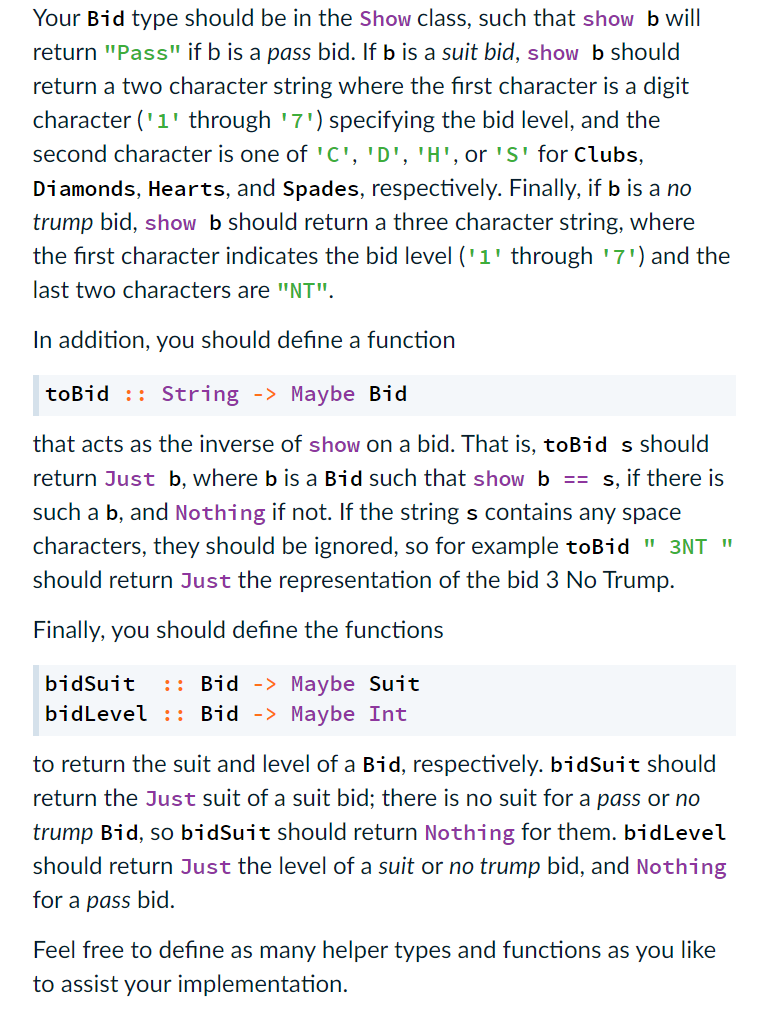 Your Bid type should be in the Show class, such that show b will
return "Pass" if b is a pass bid. If b is a suit bid, show b should
return a two character string where the first character is a digit
character ('1' through '7') specifying the bid level, and the
second character is one of 'C', 'D', 'H', or 'S' for Clubs,
Diamonds, Hearts, and Spades, respectively. Finally, if b is a no
trump bid, show b should return a three character string, where
the first character indicates the bid level ('1' through '7') and the
last two characters are "NT".
In addition, you should define a function
toBid :: String -> Maybe Bid
that acts as the inverse of show on a bid. That is, toBid s should
return Just b, where b is a Bid such that show b == s, if there is
such a b, and Nothing if not. If the string s contains any space
characters, they should be ignored, so for example toBid " 3NT "
should return Just the representation of the bid 3 No Trump.
Finally, you should define the functions
bidSuit  :: Bid -> Maybe Suit
bidLevel :: Bid -> Maybe Int
to return the suit and level of a Bid, respectively. bidSuit should
return the Just suit of a suit bid; there is no suit for a pass or no
trump Bid, so bidSuit should return Nothing for them. bidLevel
should return Just the level of a suit or no trump bid, and Nothing
for a pass bid.
Feel free to define as many helper types and functions as you like
to assist your implementation.